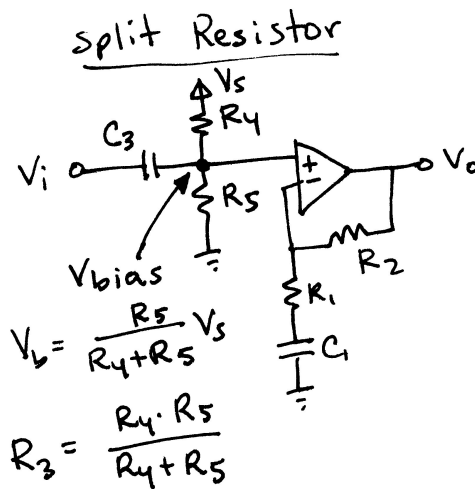 split Resistor
Vs
R4
C3
Vi
+
-
Vo
R5
R2
Vbias
R1
C1
Vb = R5 / (R4+R5) Vs
R3 = R4 · R5 / (R4 + R5)